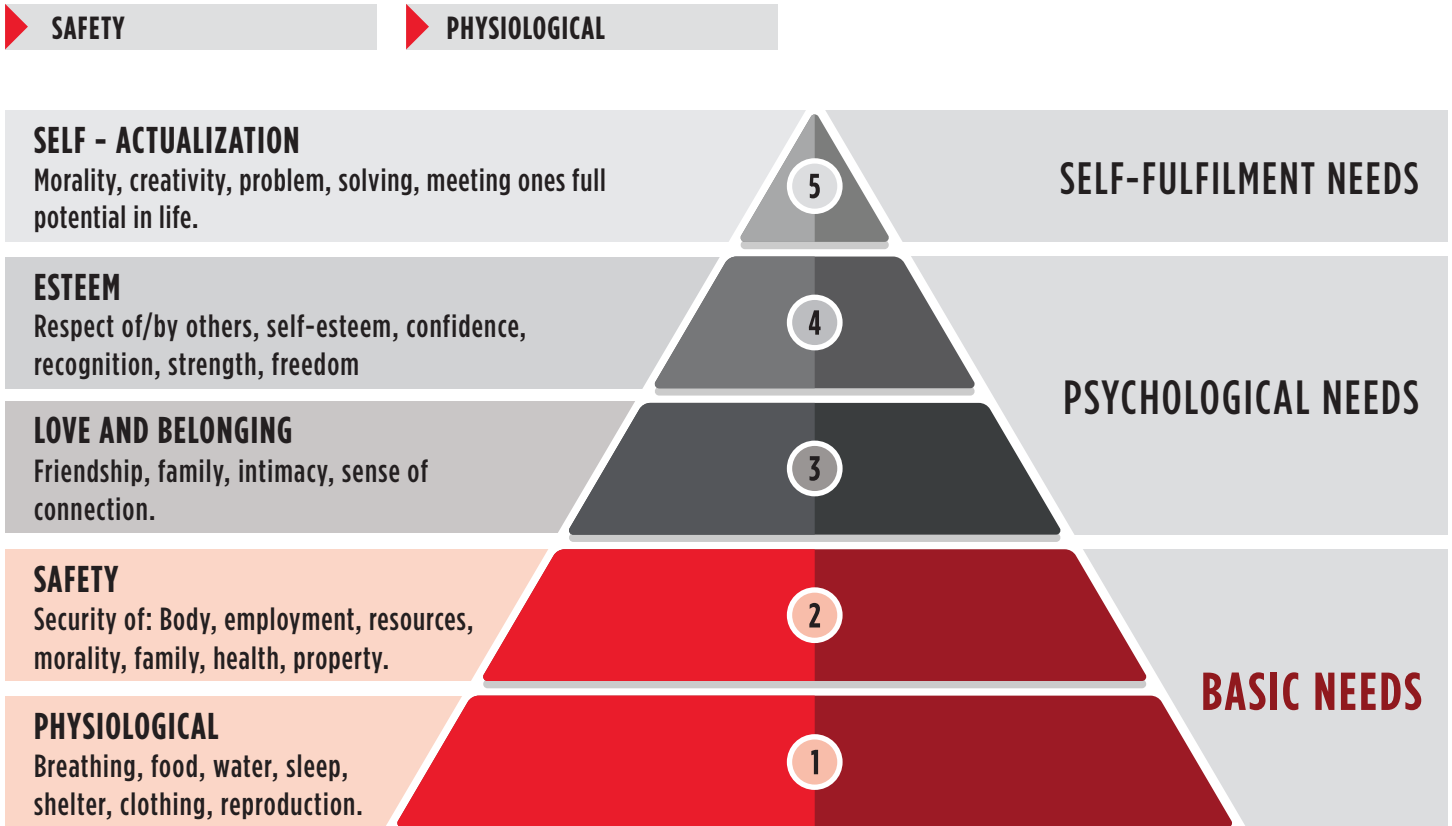 SAFETY
PHYSIOLOGICAL
SELF - ACTUALIZATION
Morality, creativity, problem, solving, meeting ones full
potential in life.
5
SELF-FULFILMENT NEEDS
ESTEEM
Respect of/by others, self-esteem, confidence,
recognition, strength, freedom
4
PSYCHOLOGICAL NEEDS
LOVE AND BELONGING
Friendship, family, intimacy, sense of
connection.
3
SAFETY
Security of: Body, employment, resources,
morality, family, health, property.
2
BASIC NEEDS
PHYSIOLOGICAL
Breathing, food, water, sleep,
shelter, clothing, reproduction.
1